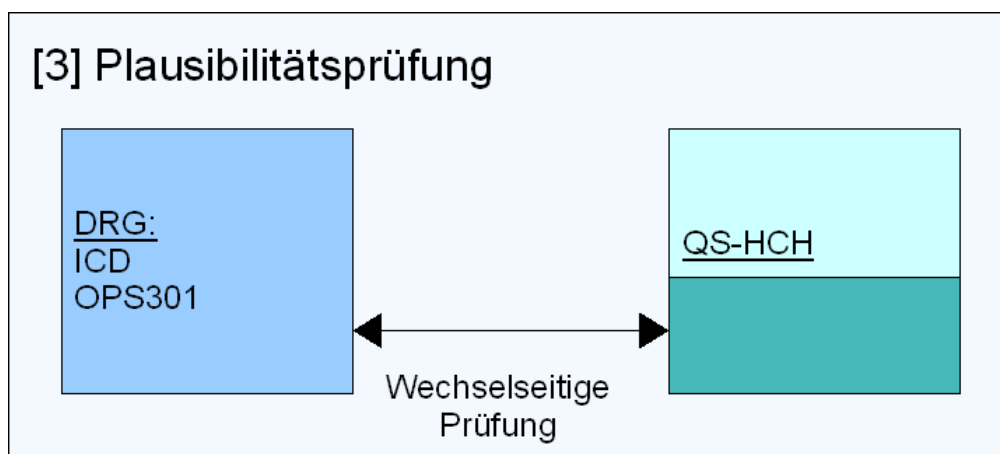 [3] Plausibilitätsprüfung
DRG:
ICD
OPS301
QS-HCH
Wechselseitige
Prüfung